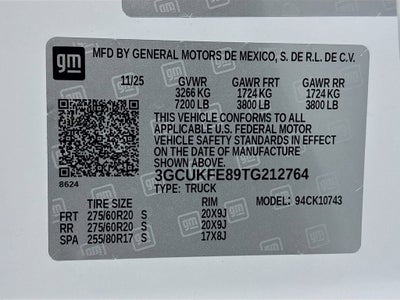 gm MFD BY GENERAL MOTORS DE MEXICO, S. DE R.L. DE C.V.
11/25 GVWR GAWR FRT GAWR RR
3266 KG 1724 KG 1724 KG
7200 LB 3800 LB 3800 LB
THIS VEHICLE CONFORMS TO ALL
APPLICABLE U.S. FEDERAL MOTOR
VEHICLE SAFETY STANDARDS IN EFFECT
ON THE DATE OF MANUFACTURE
SHOWN ABOVE.
3GCUKFE89TG212764
8624 TYPE: TRUCK
TIRE SIZE RIM MODEL: 94CK10743
FRT 275/60R20 S 20X9J
RR 275/60R20 S 20X9J
SPA 255/80R17 S 17X8J